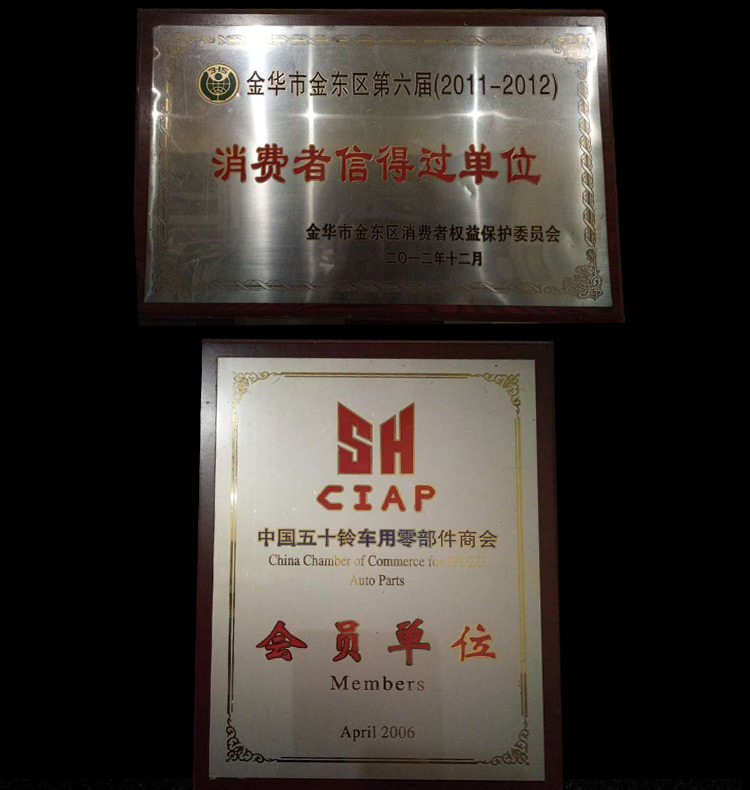 金华市金东区第六届(2011-2012)
消费者信得过单位
金华市金东区消费者权益保护委员会
二〇一二年十二月
SH
CIAP
中国五十铃车用零部件商会
China Chamber of Commerce for ISUZU
Auto Parts
会员单位
Members
April 2006